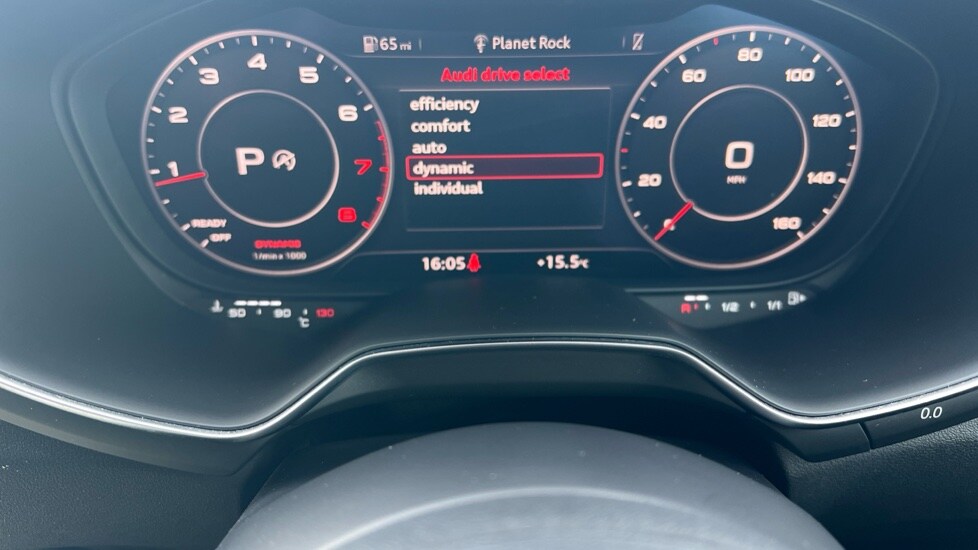 65 mi
Planet Rock
Audi drive select
efficiency
comfort
auto
dynamic
individual
1 2 3 4 5 6 7 8
P
READY
OFF
1/min x 1000
0 20 40 60 80 100 120 140 160
0
MPH
16:05
+15.5°C
50 90 130
°C
R 1/2 1/1
0.0